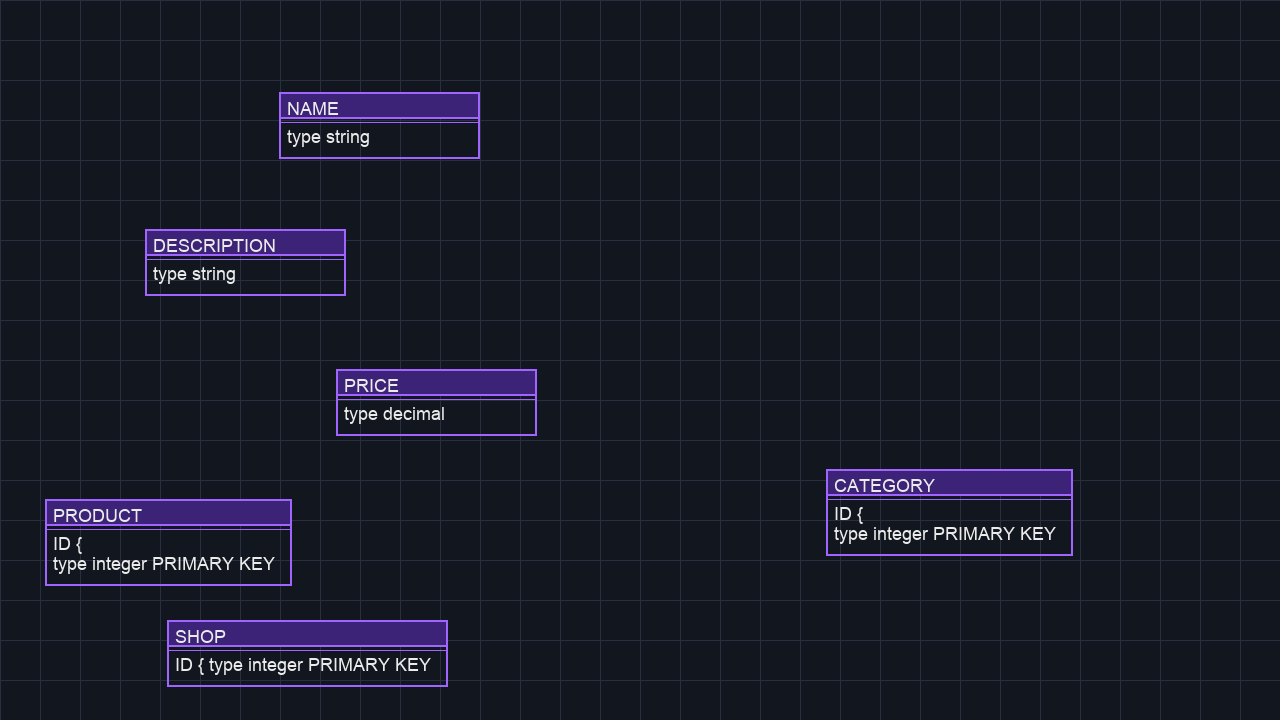 NAME
type string
DESCRIPTION
type string
PRICE
type decimal
CATEGORY
ID {
type integer PRIMARY KEY
PRODUCT
ID {
type integer PRIMARY KEY
SHOP
ID { type integer PRIMARY KEY